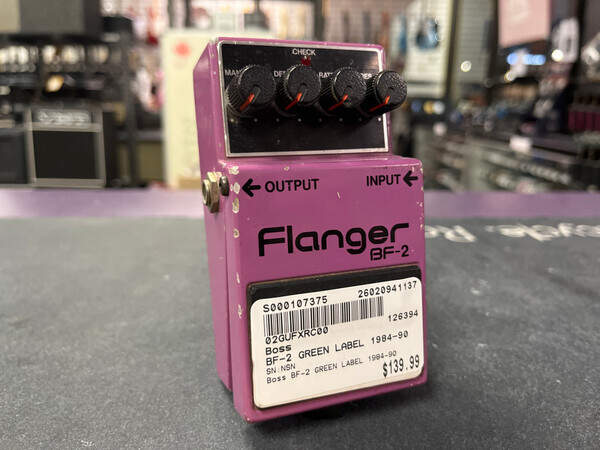 CHECK
OUTPUT INPUT
Flanger
BF-2
S000107375 26020941137
02GUFXRC00 126394
Boss
BF-2 GREEN LABEL 1984-90
SN:NSN
Boss BF-2 GREEN LABEL 1984-90
$139.99